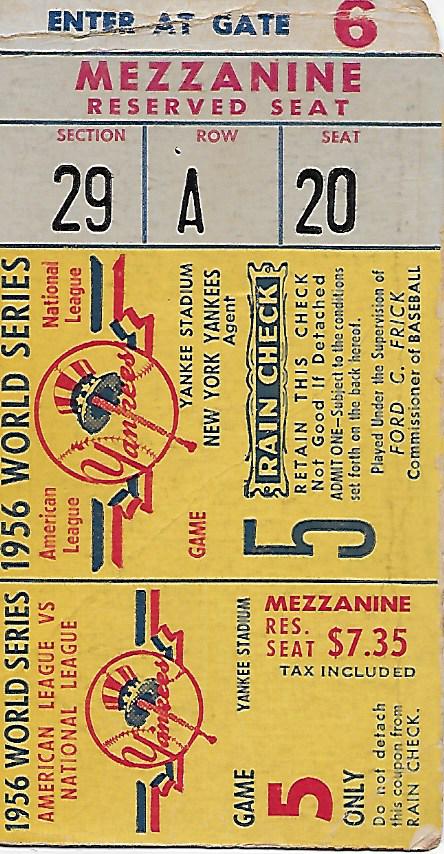 ENTER AT GATE 6
MEZZANINE
RESERVED SEAT
SECTION ROW SEAT
29 A 20
1956 WORLD SERIES
American League
National League
Yankees
YANKEE STADIUM
NEW YORK YANKEES
Agent
GAME 5
RAIN CHECK
RETAIN THIS CHECK
Not Good If Detached
ADMIT ONE—Subject to the conditions
set forth on the back hereof.
Played Under the Supervision of
FORD C. FRICK
Commissioner of BASEBALL
1956 WORLD SERIES
AMERICAN LEAGUE VS
NATIONAL LEAGUE
Yankees
YANKEE STADIUM
GAME 5 ONLY
MEZZANINE
RES.
SEAT $7.35
TAX INCLUDED
Do not detach
this coupon from
RAIN CHECK.